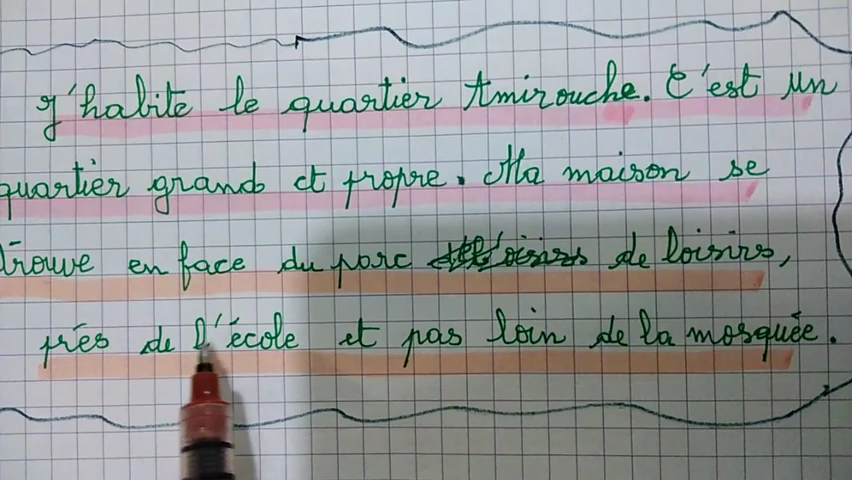 J'habite le quartier Amirouche. C'est un
quartier grand et propre. Ma maison se
trouve en face du parc de loisirs,
près de l'école et pas loin de la mosquée.